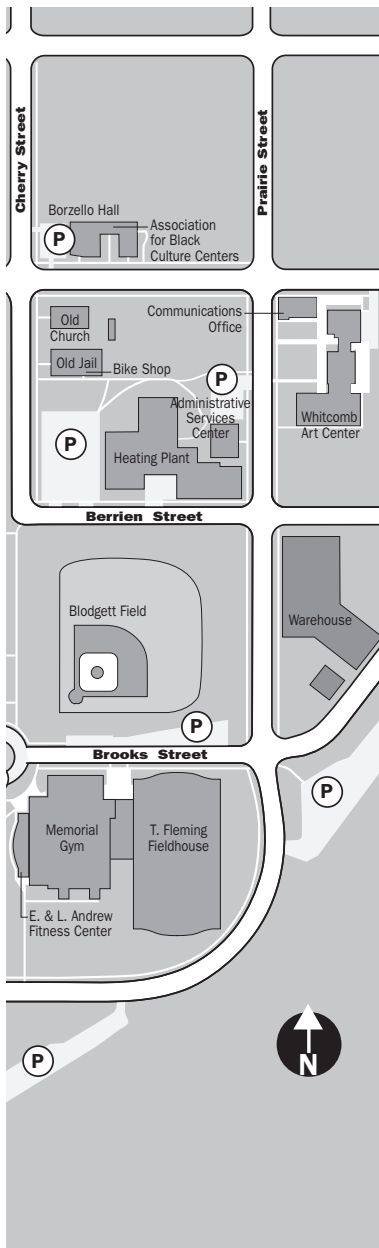 Cherry Street
Prairie Street
Borzello Hall
P
Association
for Black
Culture Centers
Old
Church
Communications
Office
Old Jail
Bike Shop
P
Administrative
Services
Center
Whitcomb
Art Center
P
Heating Plant
Berrien Street
Blodgett Field
Warehouse
P
Brooks Street
P
Memorial
Gym
T. Fleming
Fieldhouse
E. & L. Andrew
Fitness Center
P
N